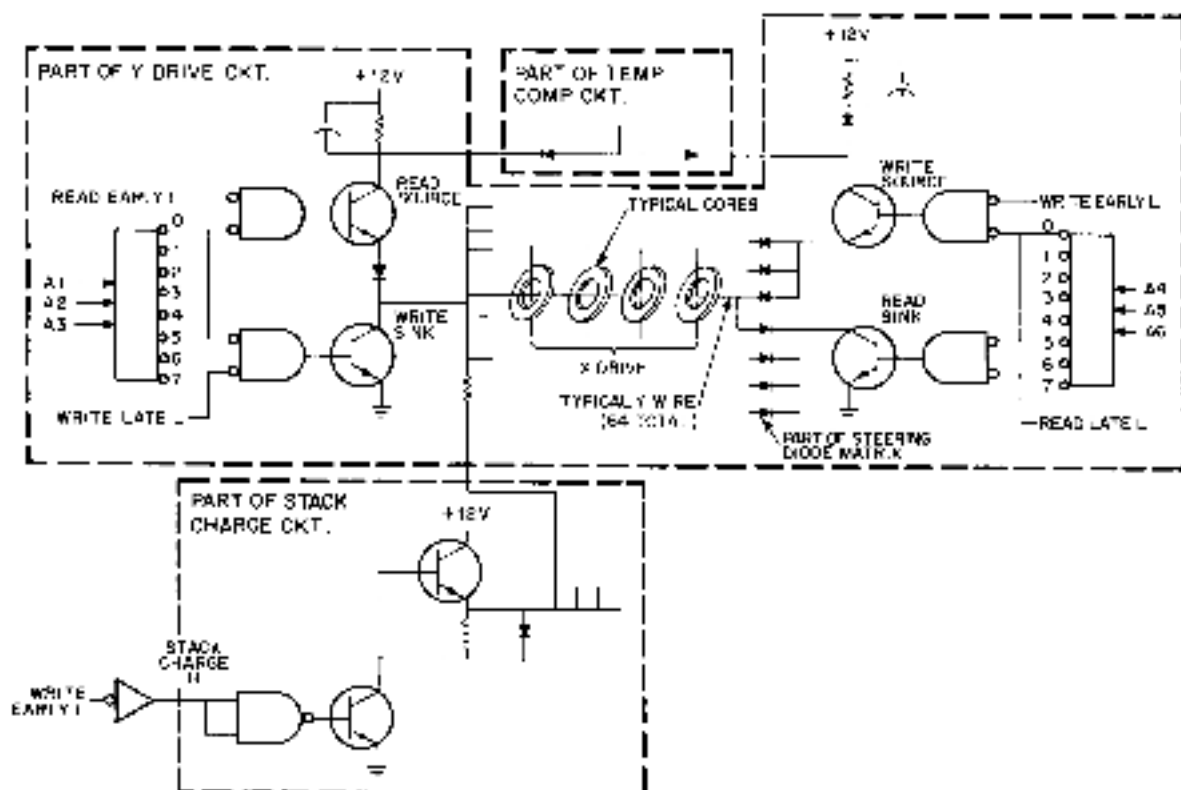 PART OF Y DRIVE CKT.
+12V
PART OF TEMP
COMP CKT.
+12V
READ EARLY L
READ
SOURCE
TYPICAL CORES
WRITE
SOURCE
WRITE EARLY L
0
1
2
3
4
5
6
7
A1
A2
A3
WRITE
SINK
X DRIVE
READ
SINK
0
1
2
3
4
5
6
7
A4
A5
A6
WRITE LATE L
TYPICAL Y WIRE
(64 TOTAL)
PART OF STEERING
DIODE MATRIX
READ LATE L
PART OF STACK
CHARGE CKT.
+12V
STACK
CHARGE
H
WRITE
EARLY L